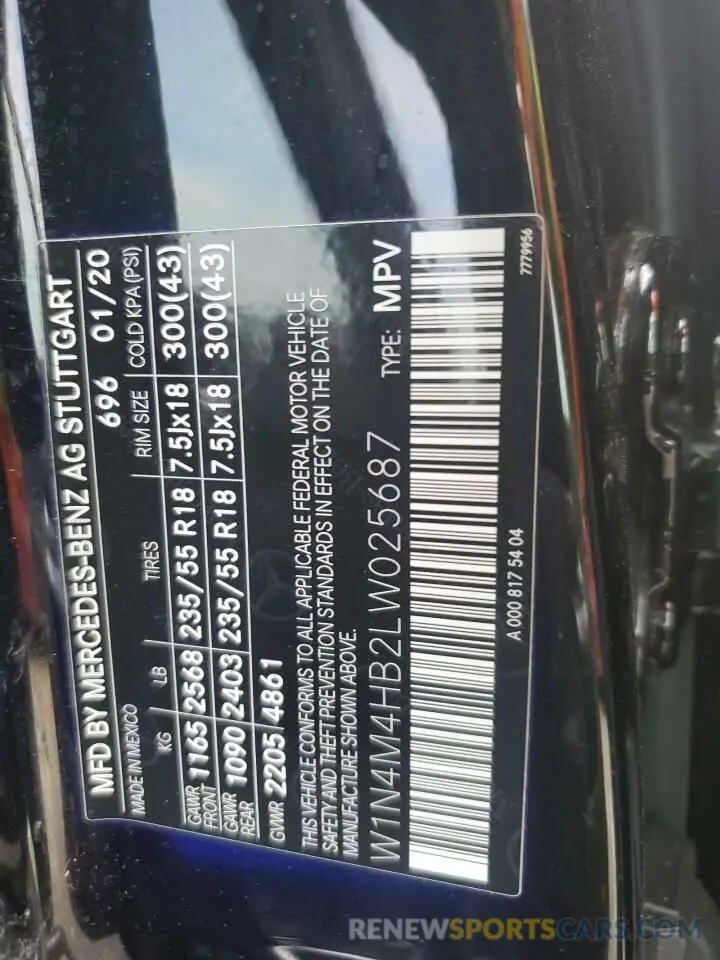 MFD BY MERCEDES-BENZ AG STUTTGART
MADE IN MEXICO 696 01/20
KG LB TIRES RIM SIZE COLD KPA (PSI)
GAWR FRONT 1165 2568 235/55 R18 7.5Jx18 300(43)
GAWR REAR 1090 2403 235/55 R18 7.5Jx18 300(43)
GVWR 2205 4861
THIS VEHICLE CONFORMS TO ALL APPLICABLE FEDERAL MOTOR VEHICLE
SAFETY AND THEFT PREVENTION STANDARDS IN EFFECT ON THE DATE OF
MANUFACTURE SHOWN ABOVE.
W1N4M4HB2LW025687 TYPE: MPV
A 000 817 54 04 7779956
RENEWSPORTSCARS.COM